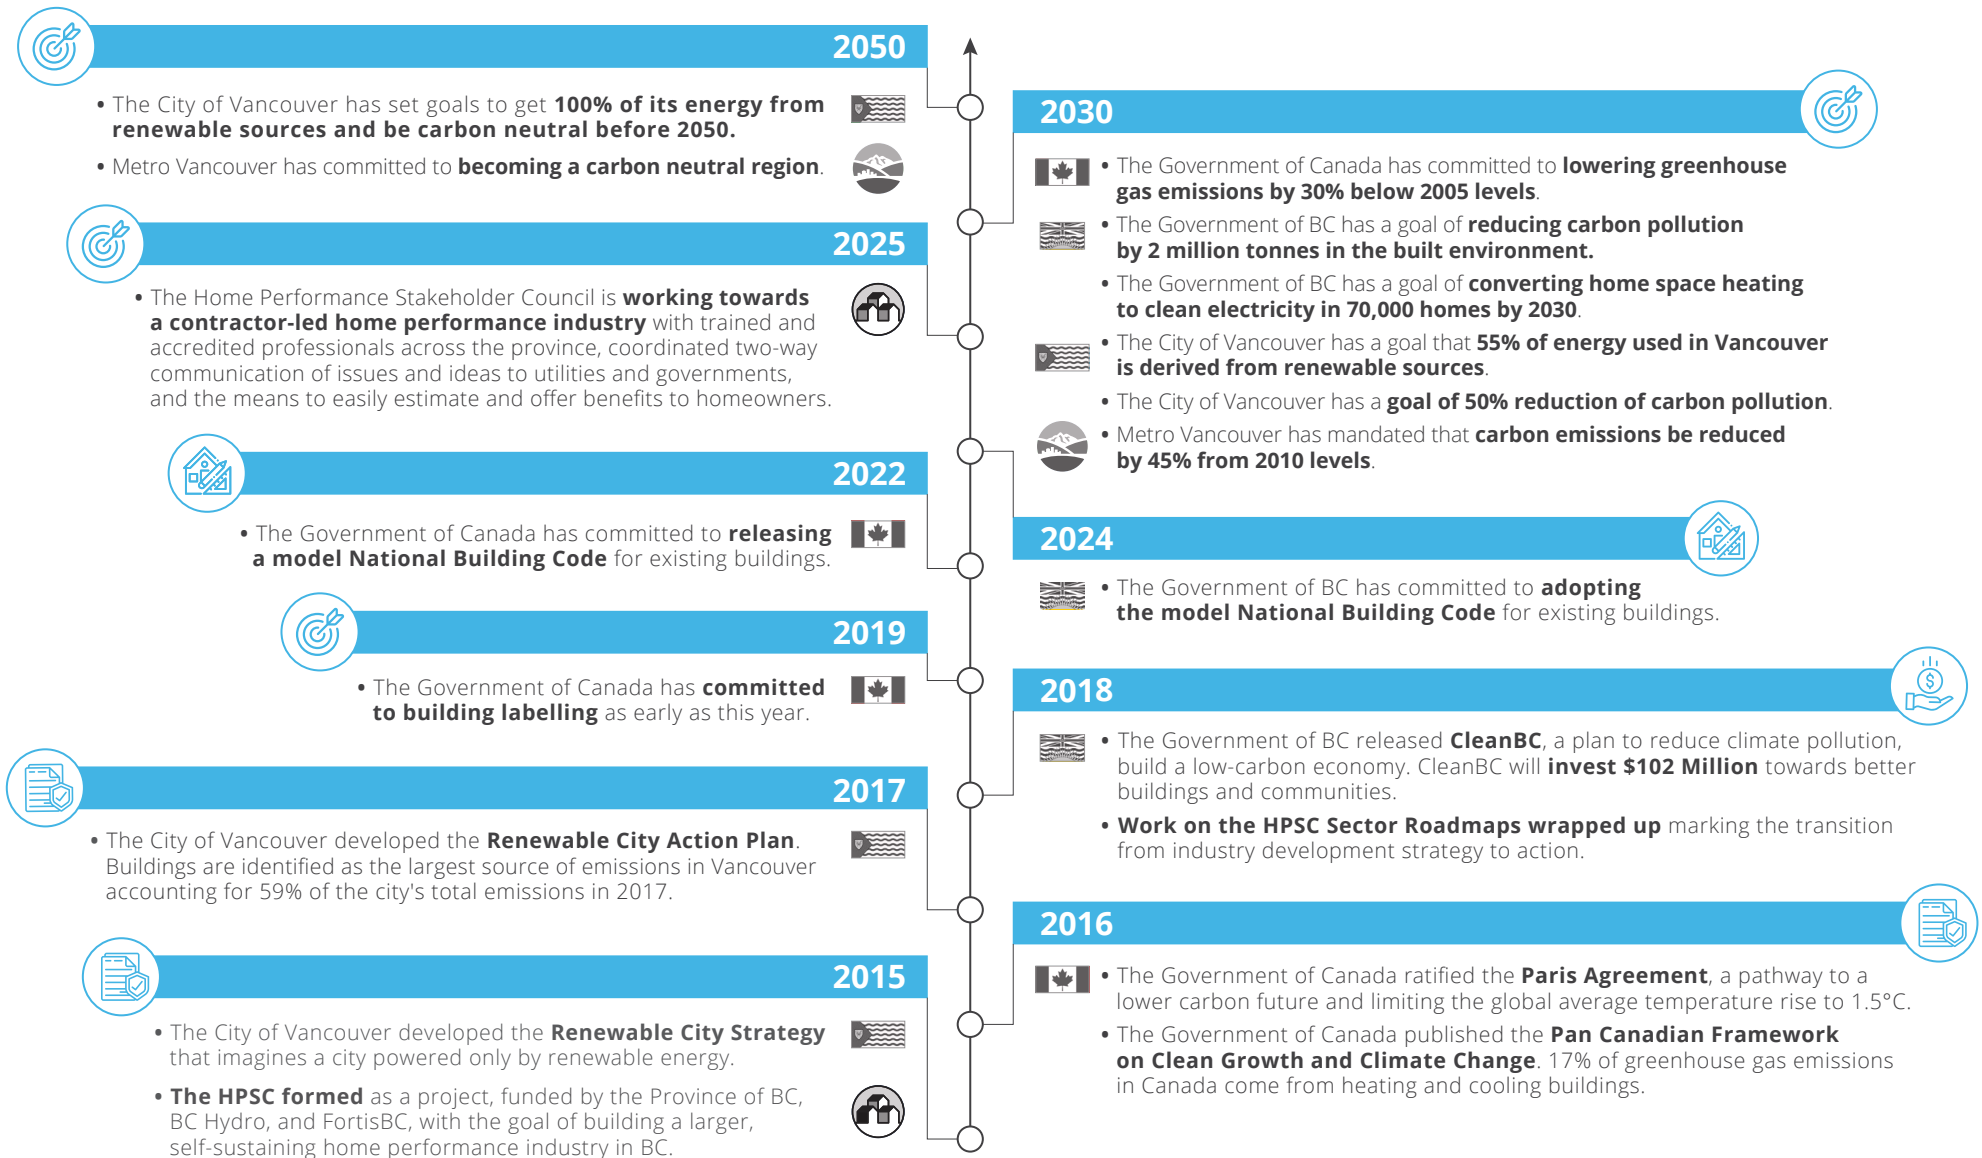 2050
• The City of Vancouver has set goals to get 100% of its energy from
renewable sources and be carbon neutral before 2050.
• Metro Vancouver has committed to becoming a carbon neutral region.
2030
• The Government of Canada has committed to lowering greenhouse
gas emissions by 30% below 2005 levels.
• The Government of BC has a goal of reducing carbon pollution
by 2 million tonnes in the built environment.
• The Government of BC has a goal of converting home space heating
to clean electricity in 70,000 homes by 2030.
• The City of Vancouver has a goal that 55% of energy used in Vancouver
is derived from renewable sources.
• The City of Vancouver has a goal of 50% reduction of carbon pollution.
• Metro Vancouver has mandated that carbon emissions be reduced
by 45% from 2010 levels.
2025
• The Home Performance Stakeholder Council is working towards
a contractor-led home performance industry with trained and
accredited professionals across the province, coordinated two-way
communication of issues and ideas to utilities and governments,
and the means to easily estimate and offer benefits to homeowners.
2024
• The Government of BC has committed to adopting
the model National Building Code for existing buildings.
2022
• The Government of Canada has committed to releasing
a model National Building Code for existing buildings.
2019
• The Government of Canada has committed
to building labelling as early as this year.
2018
• The Government of BC released CleanBC, a plan to reduce climate pollution,
build a low-carbon economy. CleanBC will invest $102 Million towards better
buildings and communities.
• Work on the HPSC Sector Roadmaps wrapped up marking the transition
from industry development strategy to action.
2017
• The City of Vancouver developed the Renewable City Action Plan.
Buildings are identified as the largest source of emissions in Vancouver
accounting for 59% of the city's total emissions in 2017.
2016
• The Government of Canada ratified the Paris Agreement, a pathway to a
lower carbon future and limiting the global average temperature rise to 1.5°C.
• The Government of Canada published the Pan Canadian Framework
on Clean Growth and Climate Change. 17% of greenhouse gas emissions
in Canada come from heating and cooling buildings.
2015
• The City of Vancouver developed the Renewable City Strategy
that imagines a city powered only by renewable energy.
• The HPSC formed as a project, funded by the Province of BC,
BC Hydro, and FortisBC, with the goal of building a larger,
self-sustaining home performance industry in BC.